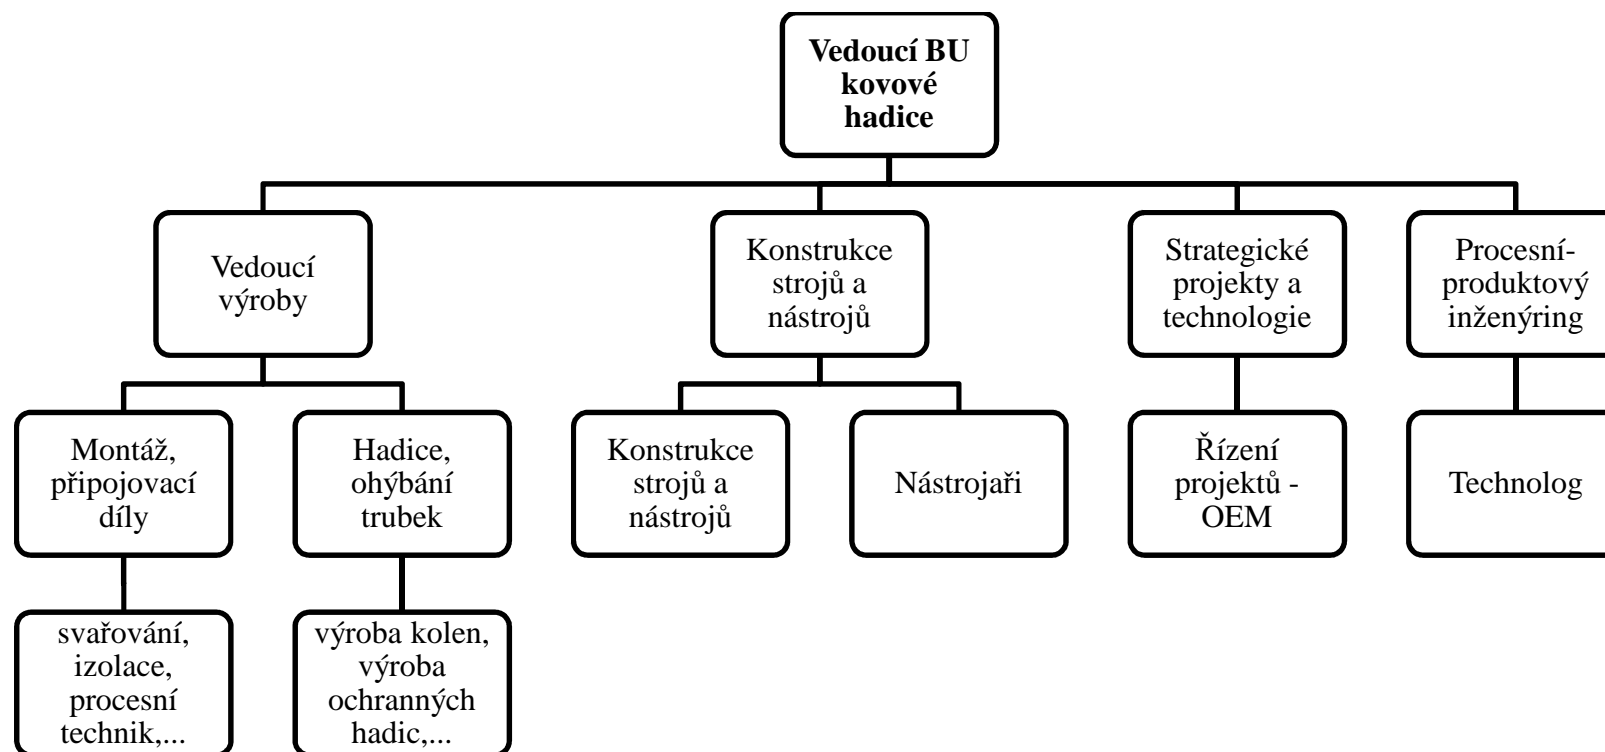 Vedoucí BU
kovové
hadice
Vedoucí
výroby
Konstrukce
strojů a
nástrojů
Strategické
projekty a
technologie
Procesní-
produktový
inženýring
Montáž,
připojovací
díly
Hadice,
ohýbání
trubek
Konstrukce
strojů a
nástrojů
Nástrojaři
Řízení
projektů -
OEM
Technolog
svařování,
izolace,
procesní
technik,...
výroba kolen,
výroba
ochranných
hadic,...